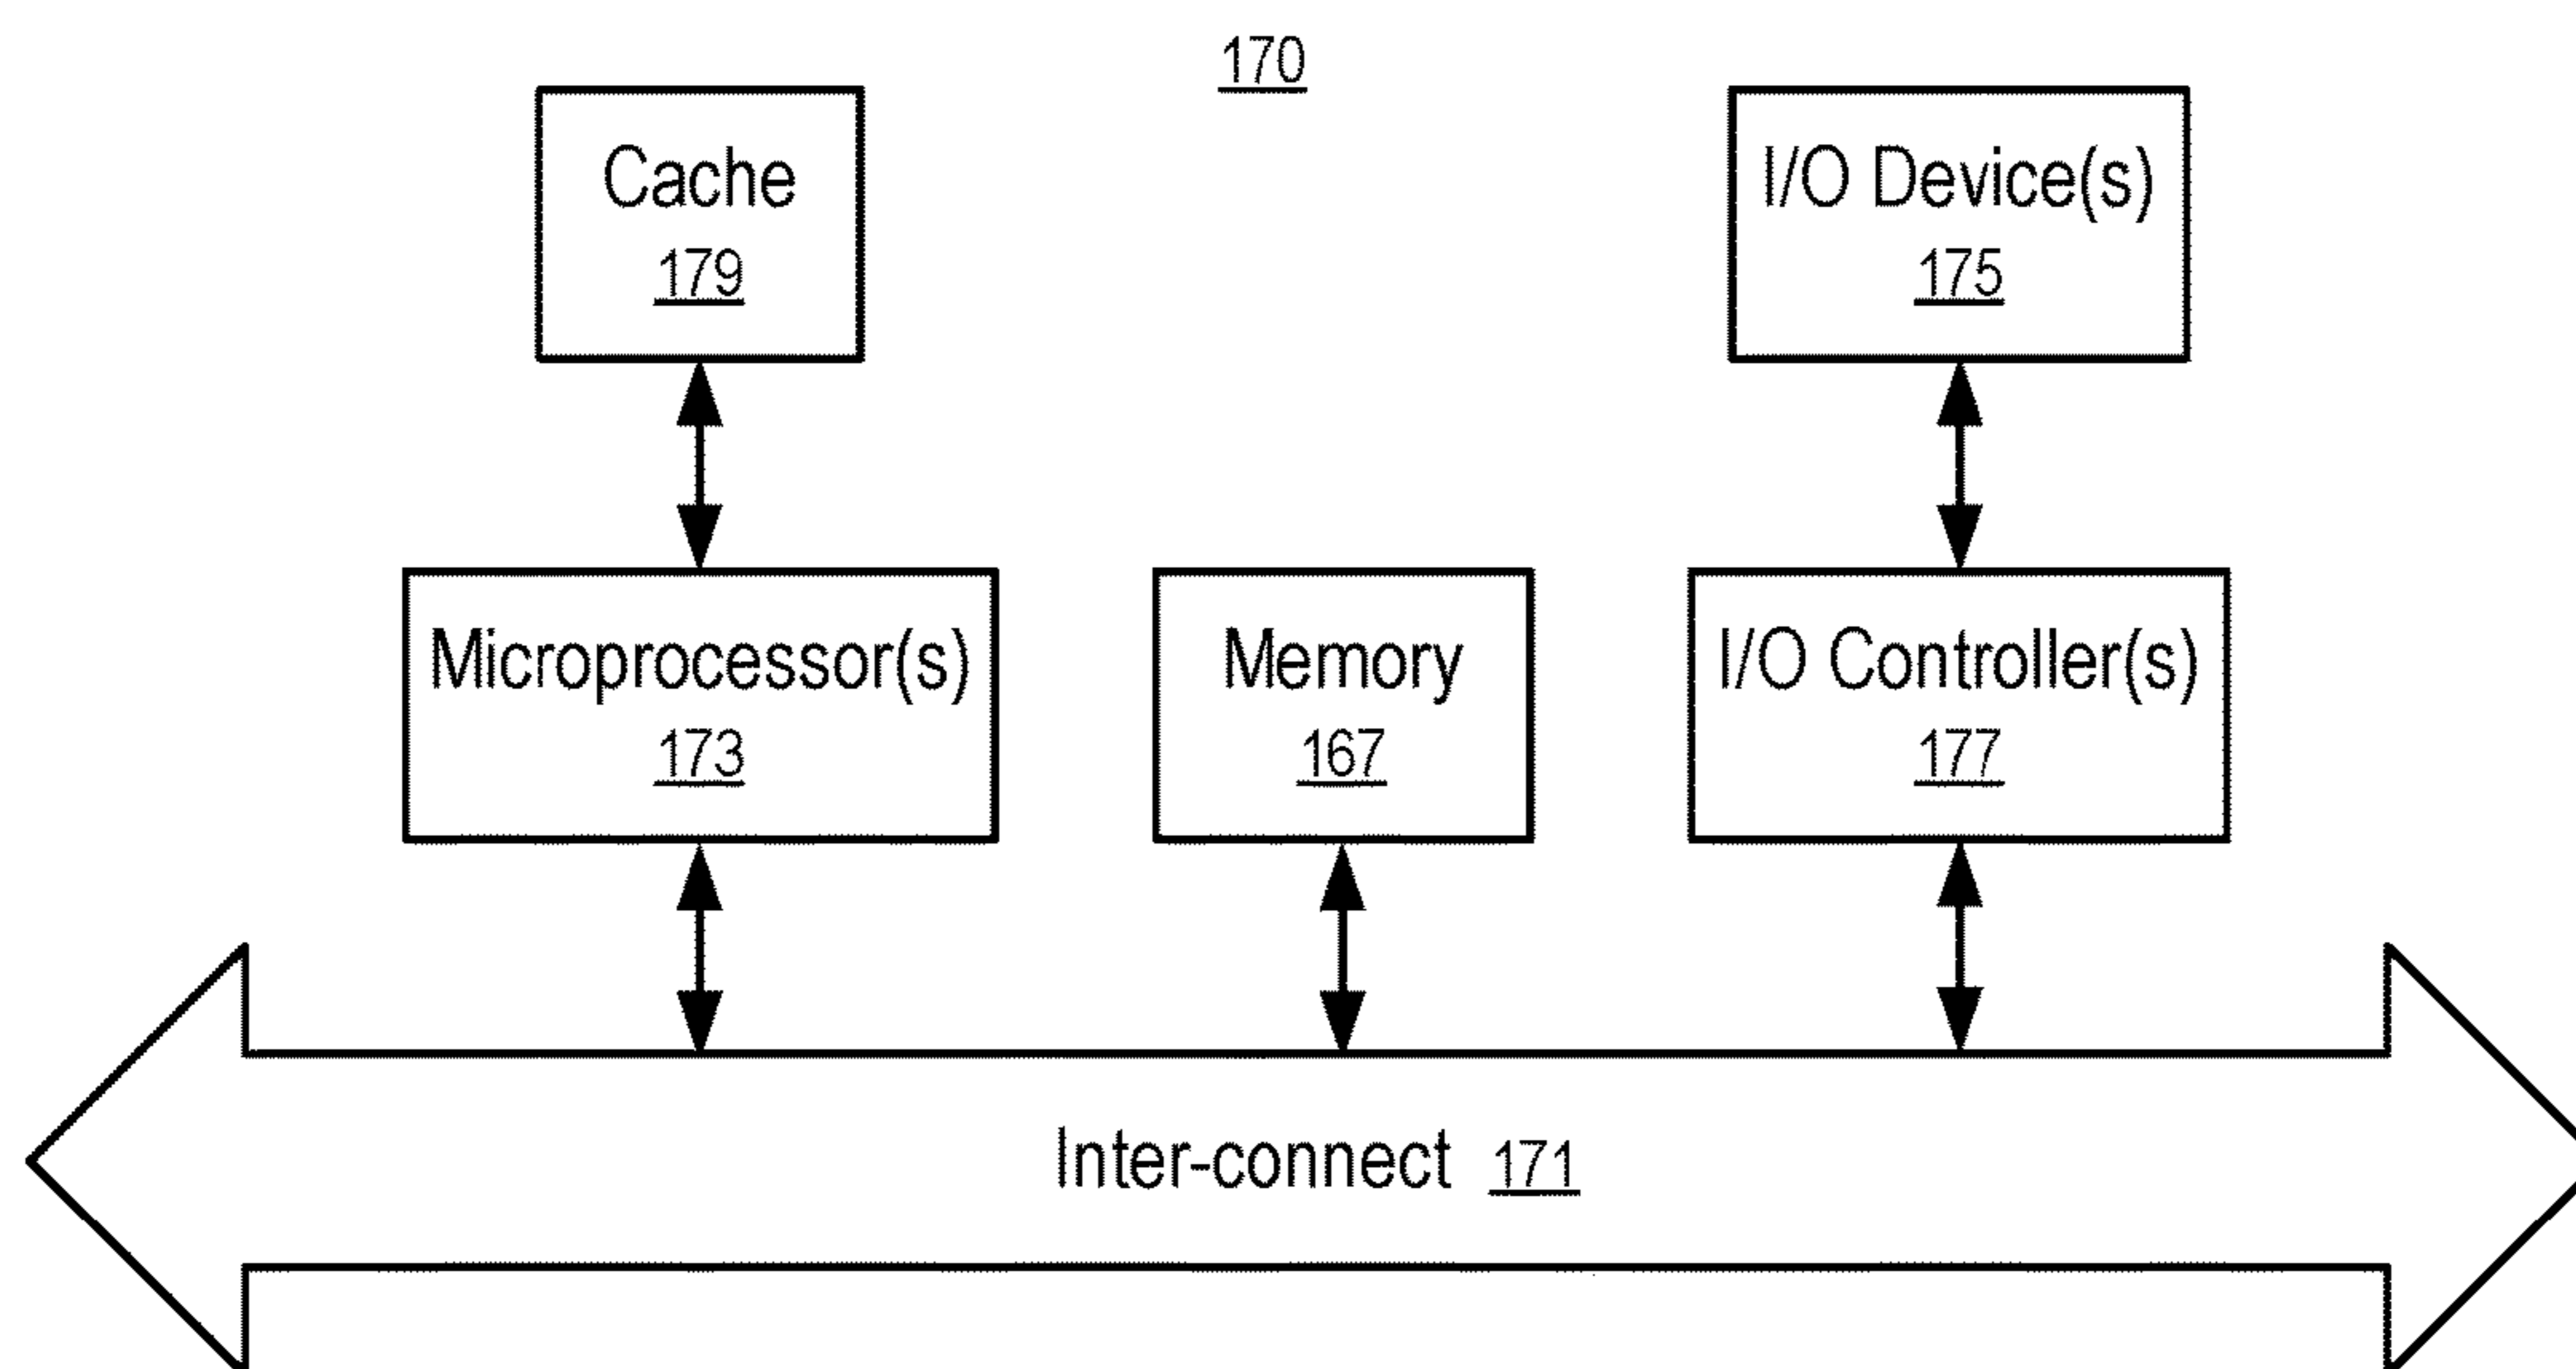 170
Cache
179
I/O Device(s)
175
Microprocessor(s)
173
Memory
167
I/O Controller(s)
177
Inter-connect 171